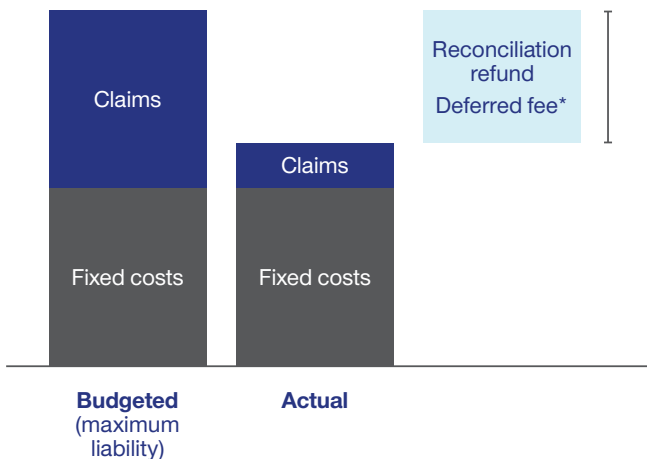 Claims
Fixed costs
Claims
Fixed costs
Reconciliation
refund
Deferred fee*
Budgeted
(maximum
liability)
Actual